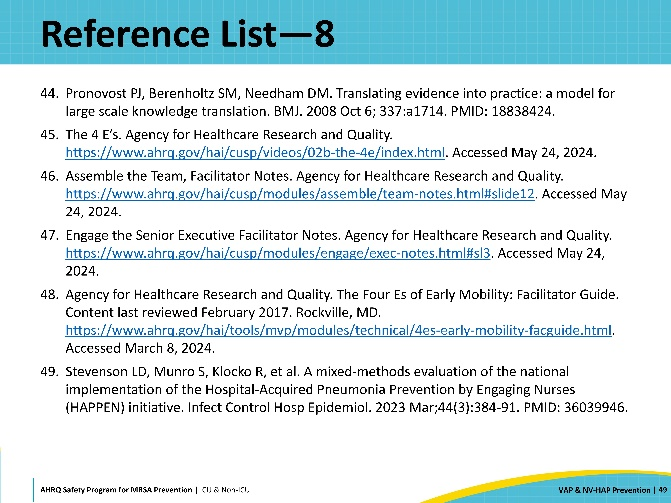 Reference List—8
44. Pronovost PJ, Berenholtz SM, Needham DM. Translating evidence into practice: a model for
large scale knowledge translation. BMJ. 2008 Oct 6; 337:a1714. PMID: 18838424.
45. The 4 E’s. Agency for Healthcare Research and Quality.
https://www.ahrq.gov/hai/cusp/videos/02b-the-4e/index.html. Accessed May 24, 2024.
46. Assemble the Team, Facilitator Notes. Agency for Healthcare Research and Quality.
https://www.ahrq.gov/hai/cusp/modules/assemble/team-notes.html#slide12. Accessed May
24, 2024.
47. Engage the Senior Executive Facilitator Notes. Agency for Healthcare Research and Quality.
https://www.ahrq.gov/hai/cusp/modules/engage/exec-notes.html#sl3. Accessed May 24,
2024.
48. Agency for Healthcare Research and Quality. The Four Es of Early Mobility: Facilitator Guide.
Content last reviewed February 2017. Rockville, MD.
https://www.ahrq.gov/hai/tools/mvp/modules/technical/4es-early-mobility-facguide.html.
Accessed March 8, 2024.
49. Stevenson LD, Munro S, Klocko R, et al. A mixed-methods evaluation of the national
implementation of the Hospital-Acquired Pneumonia Prevention by Engaging Nurses
(HAPPEN) initiative. Infect Control Hosp Epidemiol. 2023 Mar;44(3):384-91. PMID: 36039946.
AHRQ Safety Program for MRSA Prevention | ICU & Non-ICU
VAP & NV-HAP Prevention | 49